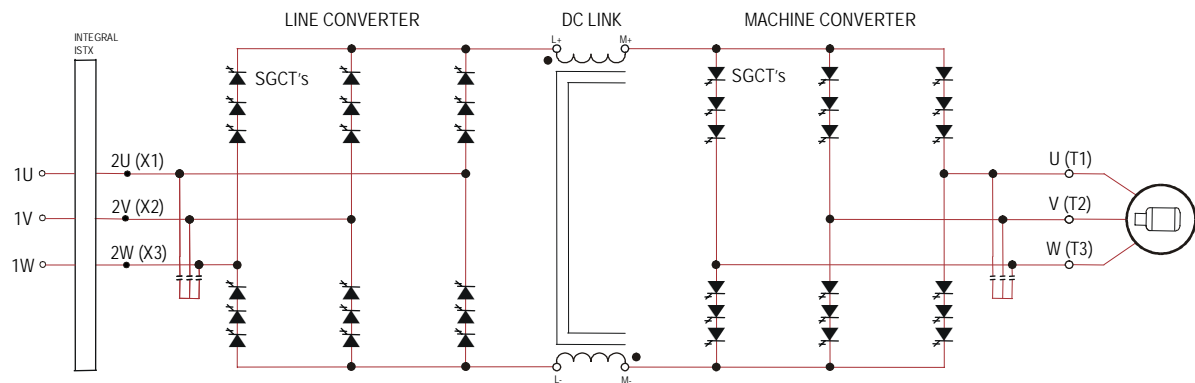 LINE CONVERTER
DC LINK
MACHINE CONVERTER
INTEGRAL
ISTX
L+
M+
SGCT's
SGCT's
2U (X1)
U (T1)
1U
2V (X2)
V (T2)
1V
2W (X3)
W (T3)
1W
L-
M-